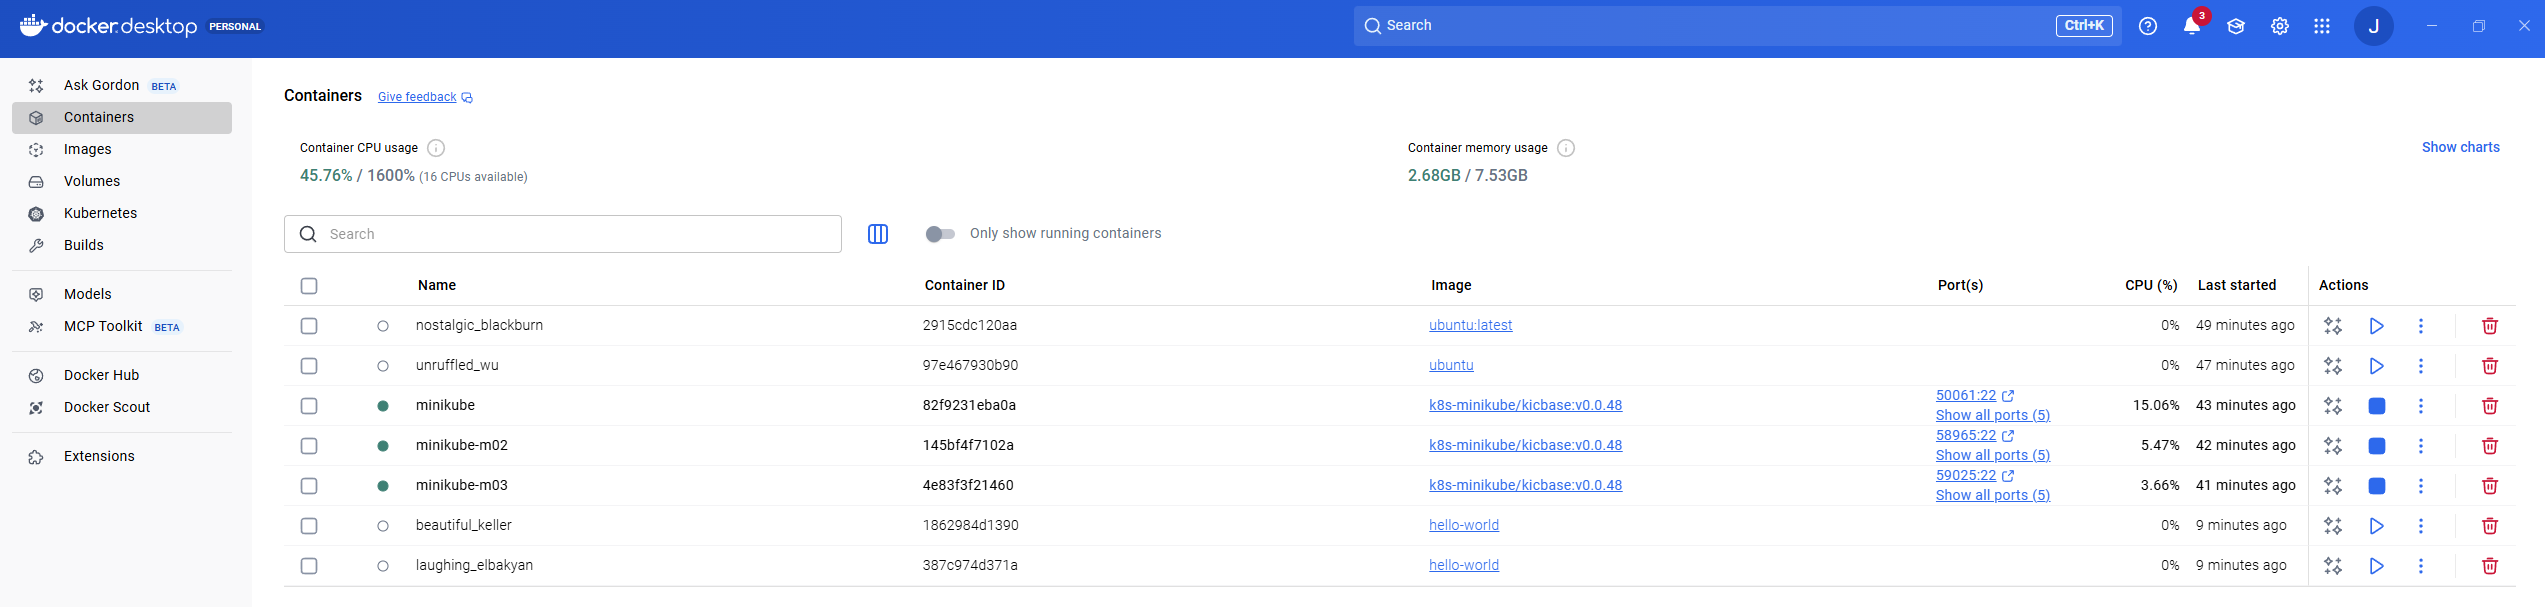 docker.desktop PERSONAL
Search Ctrl+K 3 J
Ask Gordon BETA
Containers
Images
Volumes
Kubernetes
Builds
Models
MCP Toolkit BETA
Docker Hub
Docker Scout
Extensions
Containers Give feedback
Container CPU usage
45.76% / 1600% (16 CPUs available)
Container memory usage
2.68GB / 7.53GB
Show charts
Search Only show running containers
Name Container ID Image Port(s) CPU (%) Last started Actions
nostalgic_blackburn 2915cdc120aa ubuntu:latest 0% 49 minutes ago
unruffled_wu 97e467930b90 ubuntu 0% 47 minutes ago
minikube 82f9231eba0a k8s-minikube/kicbase:v0.0.48 50061:22 15.06% 43 minutes ago
Show all ports (5)
minikube-m02 145bf4f7102a k8s-minikube/kicbase:v0.0.48 58965:22 5.47% 42 minutes ago
Show all ports (5)
minikube-m03 4e83f3f21460 k8s-minikube/kicbase:v0.0.48 59025:22 3.66% 41 minutes ago
Show all ports (5)
beautiful_keller 1862984d1390 hello-world 0% 9 minutes ago
laughing_elbakyan 387c974d371a hello-world 0% 9 minutes ago